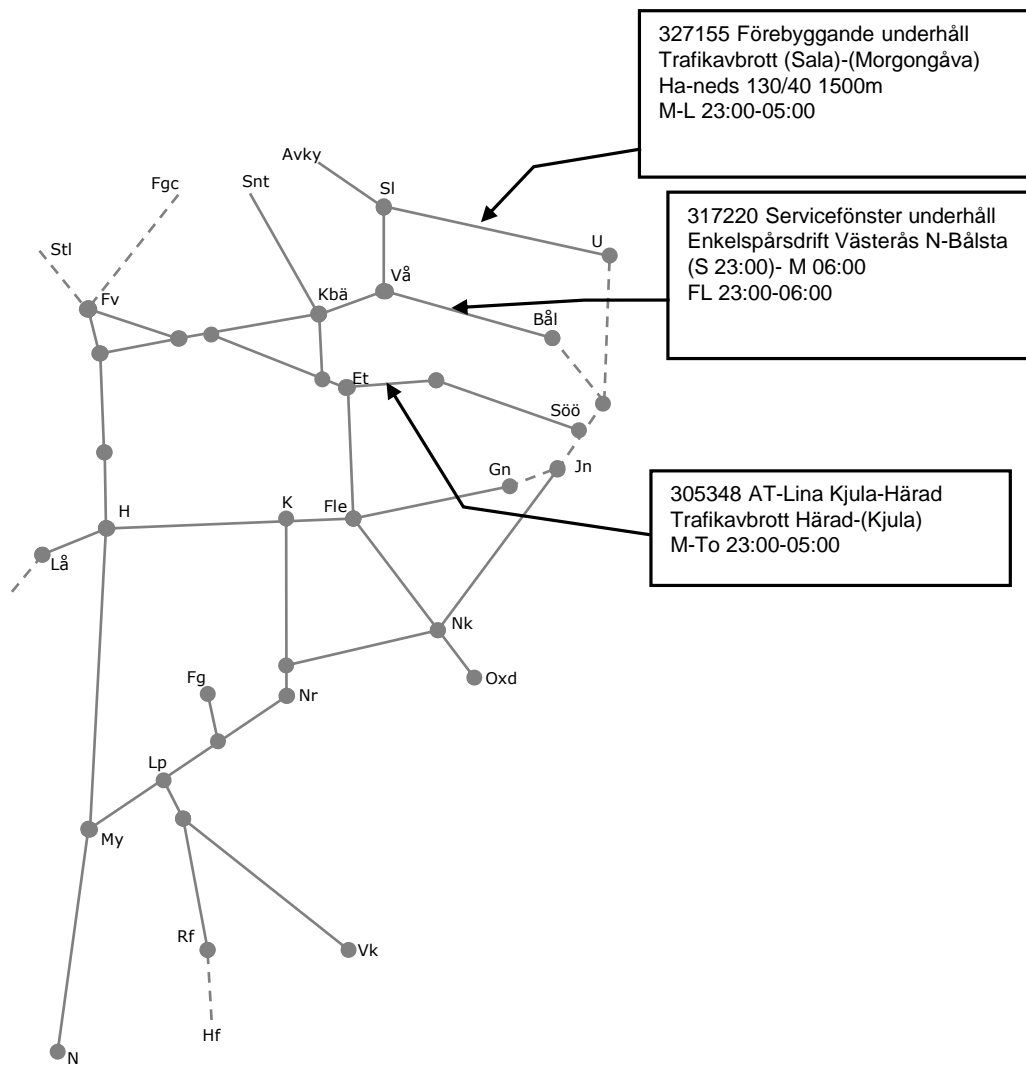 327155 Förebyggande underhåll
Trafikavbrott (Sala)-(Morgongåva)
Ha-neds 130/40 1500m
M-L 23:00-05:00
Avky
Fgc
Snt
Sl
317220 Servicefönster underhåll
Enkelspårsdrift Västerås N-Bålsta
(S 23:00)- M 06:00
FL 23:00-06:00
Stl
U
Vå
Fv
Kbä
Bål
Et
Söö
Gn
Jn
305348 AT-Lina Kjula-Härad
Trafikavbrott Härad-(Kjula)
M-To 23:00-05:00
H
K
Fle
Lå
Nk
Fg
Oxd
Nr
Lp
My
Rf
Vk
Hf
N